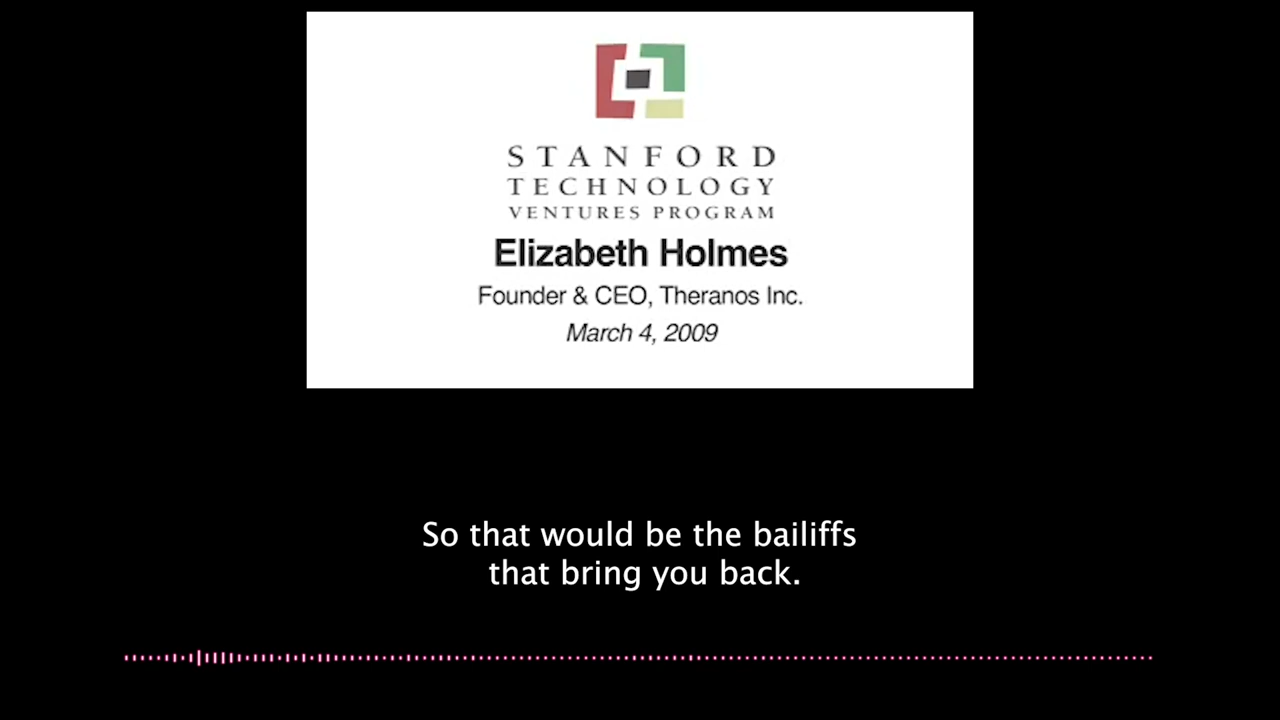 STANFORD
TECHNOLOGY
VENTURES PROGRAM
Elizabeth Holmes
Founder & CEO, Theranos Inc.
March 4, 2009
So that would be the bailiffs
that bring you back.